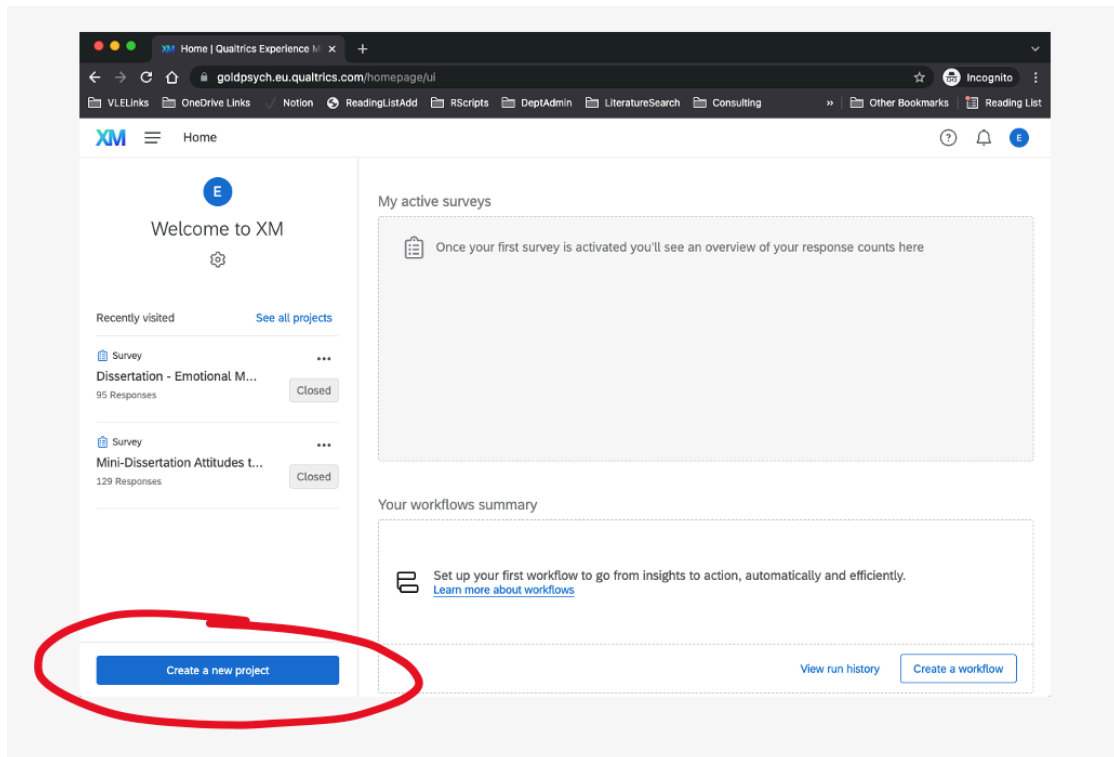 XM Home | Qualtrics Experience M
goldpsych.eu.qualtrics.com/homepage/ui
Incognito
VLELinks OneDrive Links Notion ReadingListAdd RScripts DeptAdmin LiteratureSearch Consulting » Other Bookmarks Reading List
XM Home ? E
E
Welcome to XM
Recently visited See all projects
Survey
Dissertation - Emotional M...
95 Responses
Closed
Survey
Mini-Dissertation Attitudes t...
129 Responses
Closed
Create a new project
My active surveys
Once your first survey is activated you'll see an overview of your response counts here
Your workflows summary
Set up your first workflow to go from insights to action, automatically and efficiently.
Learn more about workflows
View run history Create a workflow